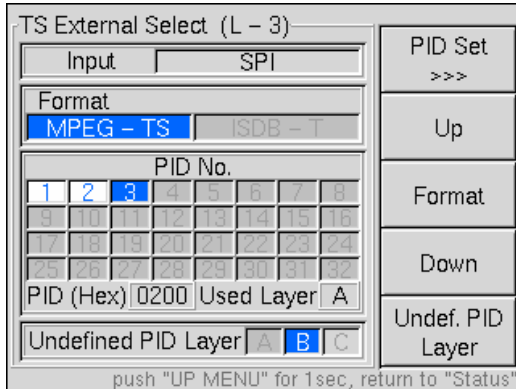 TS External Select (L – 3)
Input SPI
Format
MPEG – TS ISDB – T
PID No.
1 2 3 4 5 6 7 8
9 10 11 12 13 14 15 16
17 18 19 20 21 22 23 24
25 26 27 28 29 30 31 32
PID (Hex) 0200 Used Layer A
Undefined PID Layer A B C
PID Set
>>>
Up
Format
Down
Undef. PID
Layer
push "UP MENU" for 1sec, return to "Status"